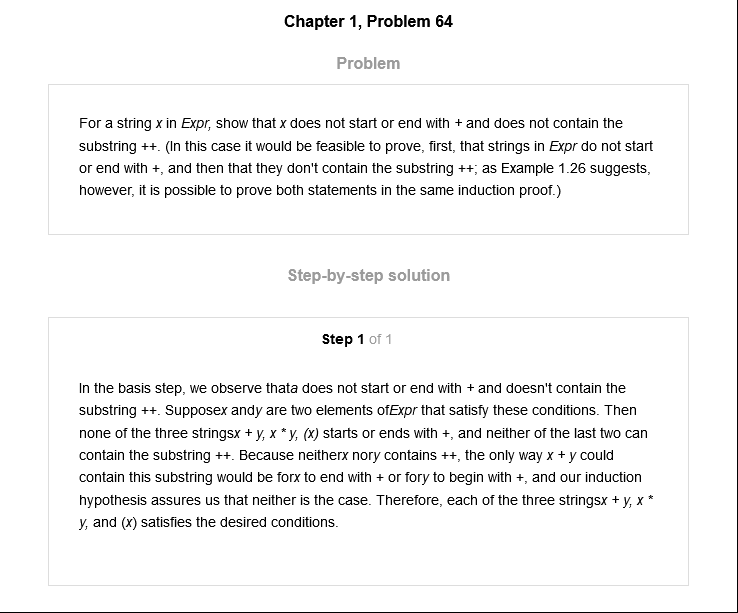 Chapter 1, Problem 64
Problem
For a string x in Expr, show that x does not start or end with + and does not contain the
substring ++. (In this case it would be feasible to prove, first, that strings in Expr do not start
or end with +, and then that they don't contain the substring ++; as Example 1.26 suggests,
however, it is possible to prove both statements in the same induction proof.)
Step-by-step solution
Step 1 of 1
In the basis step, we observe thata does not start or end with + and doesn't contain the
substring ++. Supposex andy are two elements ofExpr that satisfy these conditions. Then
none of the three stringsx + y, x * y, (x) starts or ends with +, and neither of the last two can
contain the substring ++. Because neitherx nory contains ++, the only way x + y could
contain this substring would be forx to end with + or fory to begin with +, and our induction
hypothesis assures us that neither is the case. Therefore, each of the three stringsx + y, x *
y, and (x) satisfies the desired conditions.